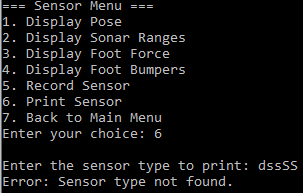 === Sensor Menu ===
1. Display Pose
2. Display Sonar Ranges
3. Display Foot Force
4. Display Foot Bumpers
5. Record Sensor
6. Print Sensor
7. Back to Main Menu
Enter your choice: 6
Enter the sensor type to print: dssSS
Error: Sensor type not found.